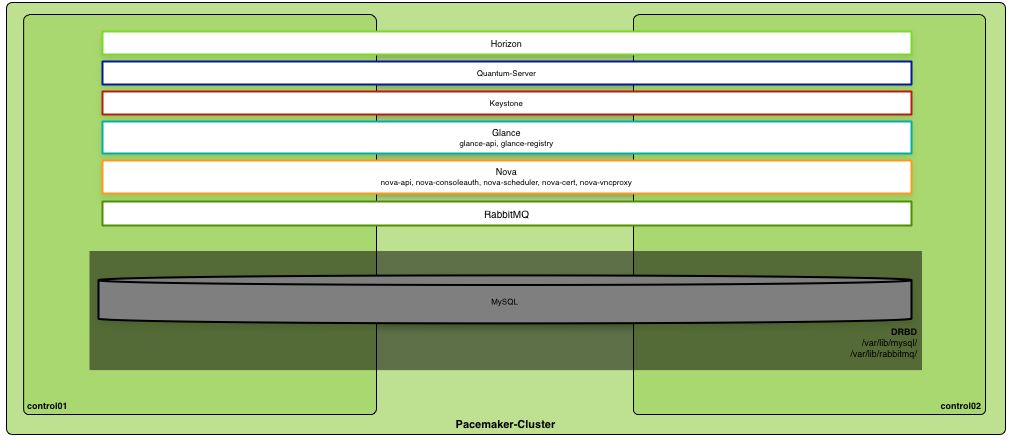 Horizon
Quantum-Server
Keystone
Glance
glance-api, glance-registry
Nova
nova-api, nova-consoleauth, nova-scheduler, nova-cert, nova-vncproxy
RabbitMQ
MySQL
DRBD
/var/lib/mysql/
/var/lib/rabbitmq/
control01
control02
Pacemaker-Cluster